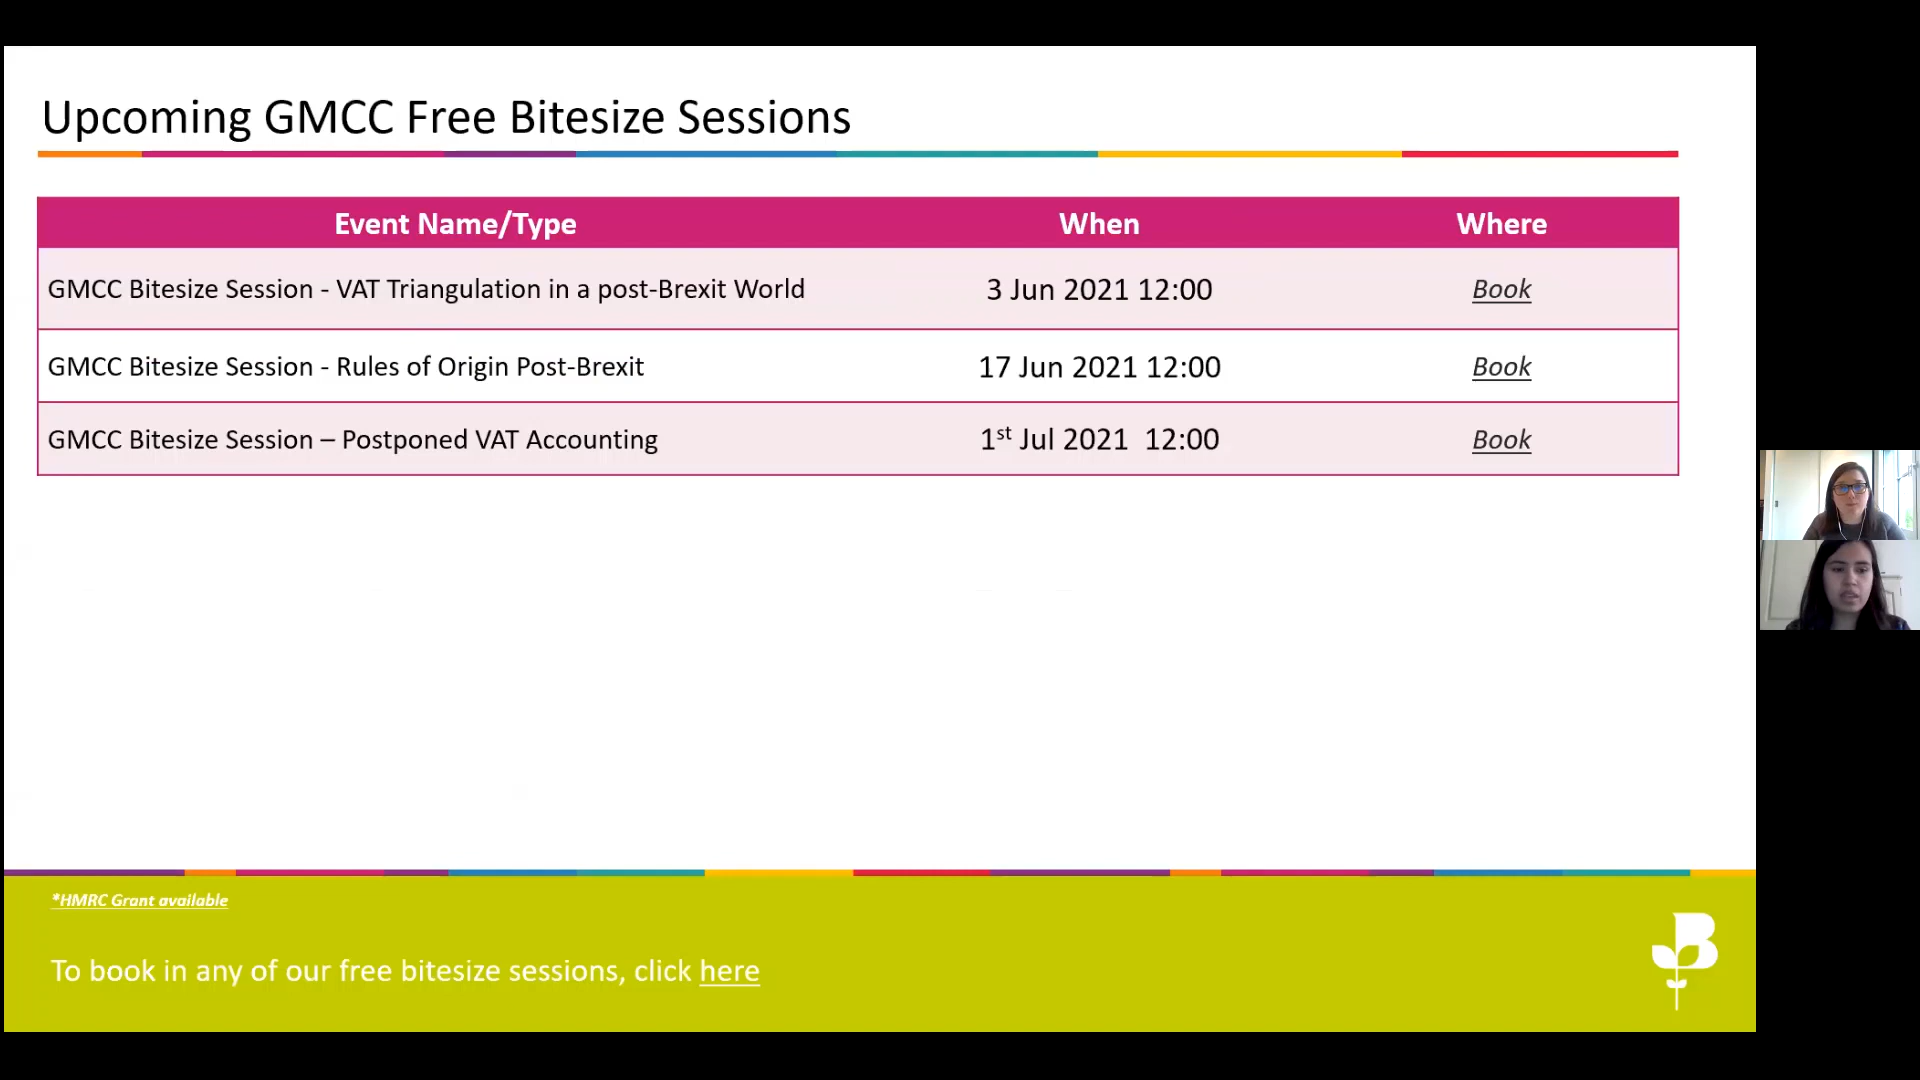 Upcoming GMCC Free Bitesize Sessions
Event Name/Type When Where
GMCC Bitesize Session - VAT Triangulation in a post-Brexit World 3 Jun 2021 12:00 Book
GMCC Bitesize Session - Rules of Origin Post-Brexit 17 Jun 2021 12:00 Book
GMCC Bitesize Session – Postponed VAT Accounting 1st Jul 2021 12:00 Book
*HMRC Grant available
To book in any of our free bitesize sessions, click here